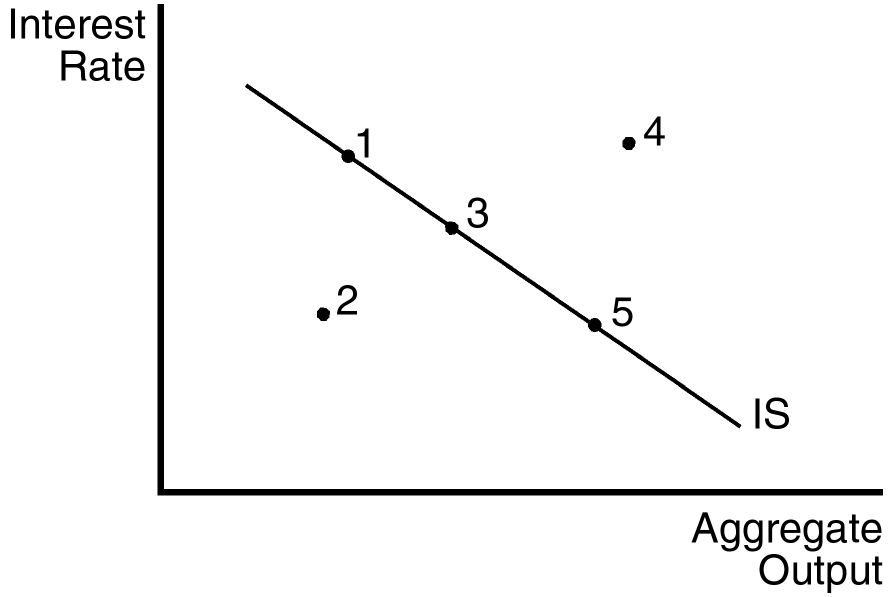 Interest
Rate
1
4
3
2
5
IS
Aggregate
Output